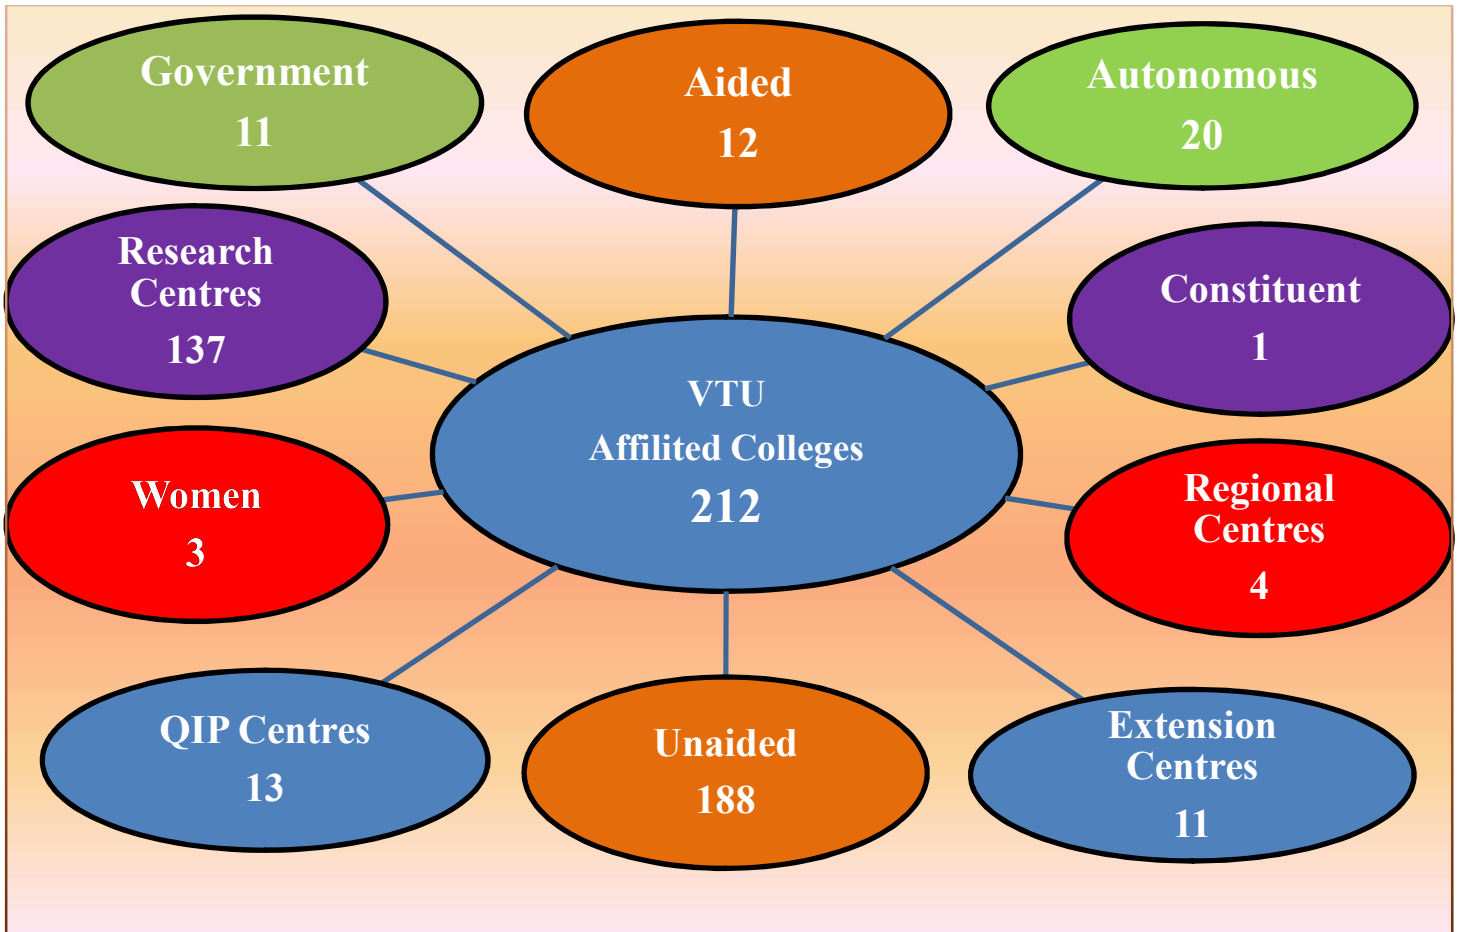 Government
11
Aided
12
Autonomous
20
Research
Centres
137
Constituent
1
VTU
Affilited Colleges
212
Women
3
Regional
Centres
4
QIP Centres
13
Unaided
188
Extension
Centres
11